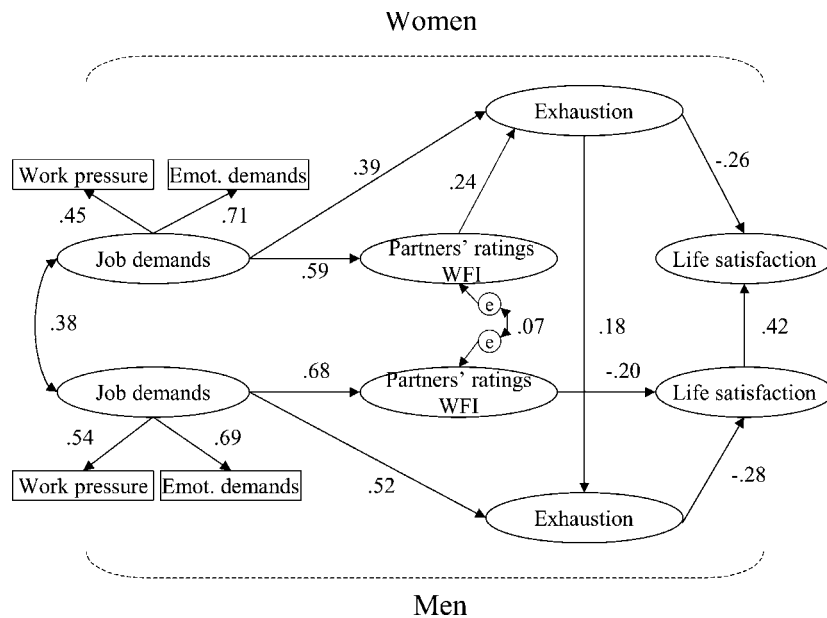 Women
Exhaustion
.39
.24
-.26
Work pressure
Emot. demands
.45
.71
Job demands
.59
Partners’ ratings
WFI
Life satisfaction
e
.38
.07
.18
.42
e
Job demands
.68
Partners’ ratings
WFI
-.20
Life satisfaction
.54
.69
.52
-.28
Work pressure
Emot. demands
Exhaustion
Men